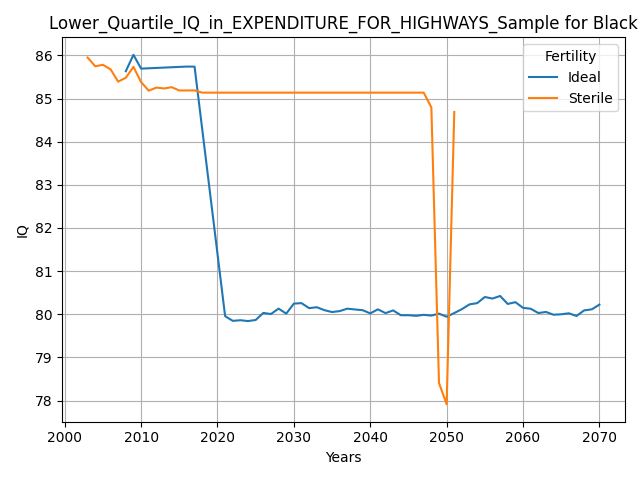 Lower_Quartile_IQ_in_EXPENDITURE_FOR_HIGHWAYS_Sample for Black
Fertility
Ideal
Sterile
86
85
84
83
82
81
80
79
78
IQ
2000 2010 2020 2030 2040 2050 2060 2070
Years